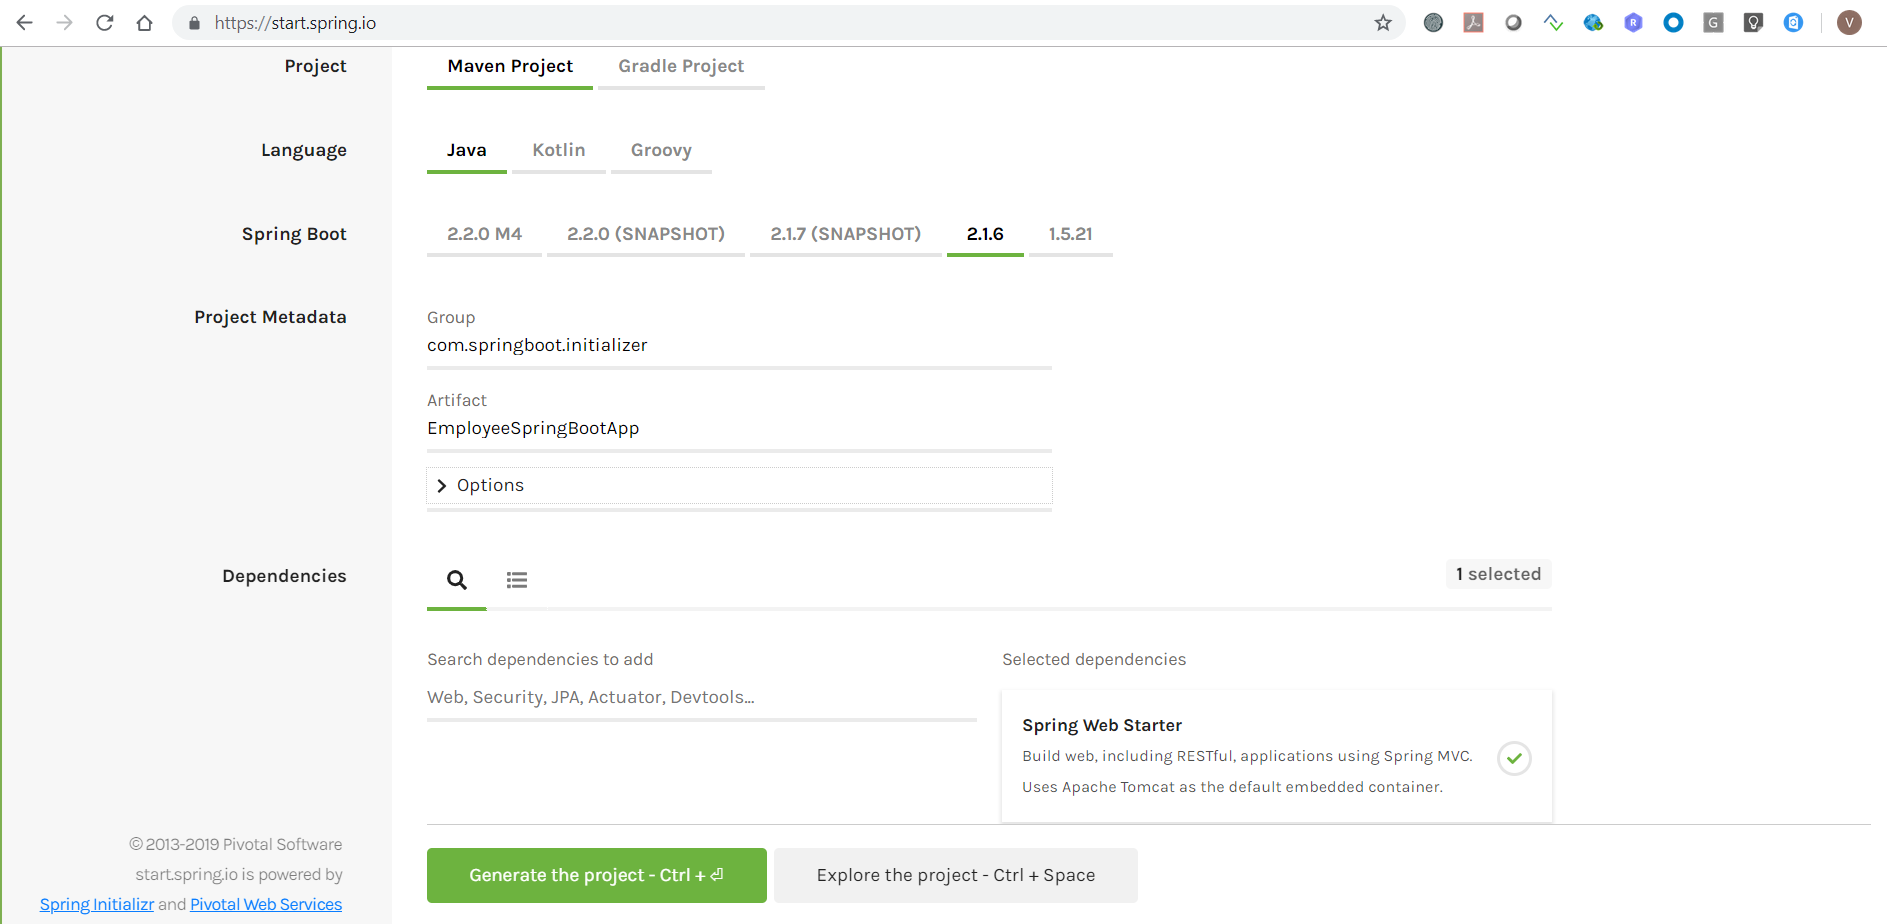 https://start.spring.io
V
Project
Maven Project
Gradle Project
Language
Java
Kotlin
Groovy
Spring Boot
2.2.0 M4
2.2.0 (SNAPSHOT)
2.1.7 (SNAPSHOT)
2.1.6
1.5.21
Project Metadata
Group
com.springboot.initializer
Artifact
EmployeeSpringBootApp
Options
Dependencies
1 selected
Search dependencies to add
Web, Security, JPA, Actuator, Devtools...
Selected dependencies
Spring Web Starter
Build web, including RESTful, applications using Spring MVC.
Uses Apache Tomcat as the default embedded container.
© 2013-2019 Pivotal Software
start.spring.io is powered by
Spring Initializr and Pivotal Web Services
Generate the project - Ctrl + ⏎
Explore the project - Ctrl + Space